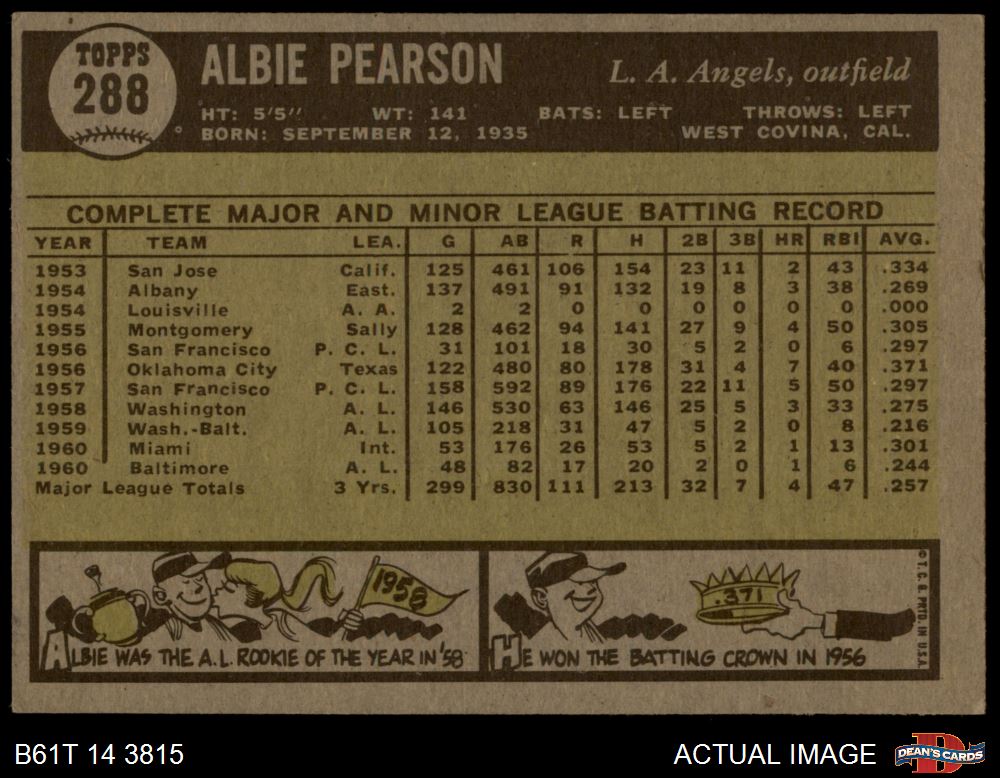 TOPPS
288
ALBIE PEARSON
L. A. Angels, outfield
HT: 5'5" WT: 141 BATS: LEFT THROWS: LEFT
BORN: SEPTEMBER 12, 1935 WEST COVINA, CAL.
COMPLETE MAJOR AND MINOR LEAGUE BATTING RECORD
YEAR TEAM LEA. G AB R H 2B 3B HR RBI AVG.
1953 San Jose Calif. 125 461 106 154 23 11 2 43 .334
1954 Albany East. 137 491 91 132 19 8 3 38 .269
1954 Louisville A. A. 2 2 0 0 0 0 0 0 .000
1955 Montgomery Sally 128 462 94 141 27 9 4 50 .305
1956 San Francisco P. C. L. 31 101 18 30 5 2 0 6 .297
1956 Oklahoma City Texas 122 480 80 178 31 4 7 40 .371
1957 San Francisco P. C. L. 158 592 89 176 22 11 5 50 .297
1958 Washington A. L. 146 530 63 146 25 5 3 33 .275
1959 Wash.-Balt. A. L. 105 218 31 47 5 2 0 8 .216
1960 Miami Int. 53 176 26 53 5 2 1 13 .301
1960 Baltimore A. L. 48 82 17 20 2 0 1 6 .244
Major League Totals 3 Yrs. 299 830 111 213 32 7 4 47 .257
1958
ALBIE WAS THE A.L. ROOKIE OF THE YEAR IN '58
.371
HE WON THE BATTING CROWN IN 1956
© T. C. G. PRTD. IN U.S.A.
B61T 14 3815
ACTUAL IMAGE
DEAN'S CARDS